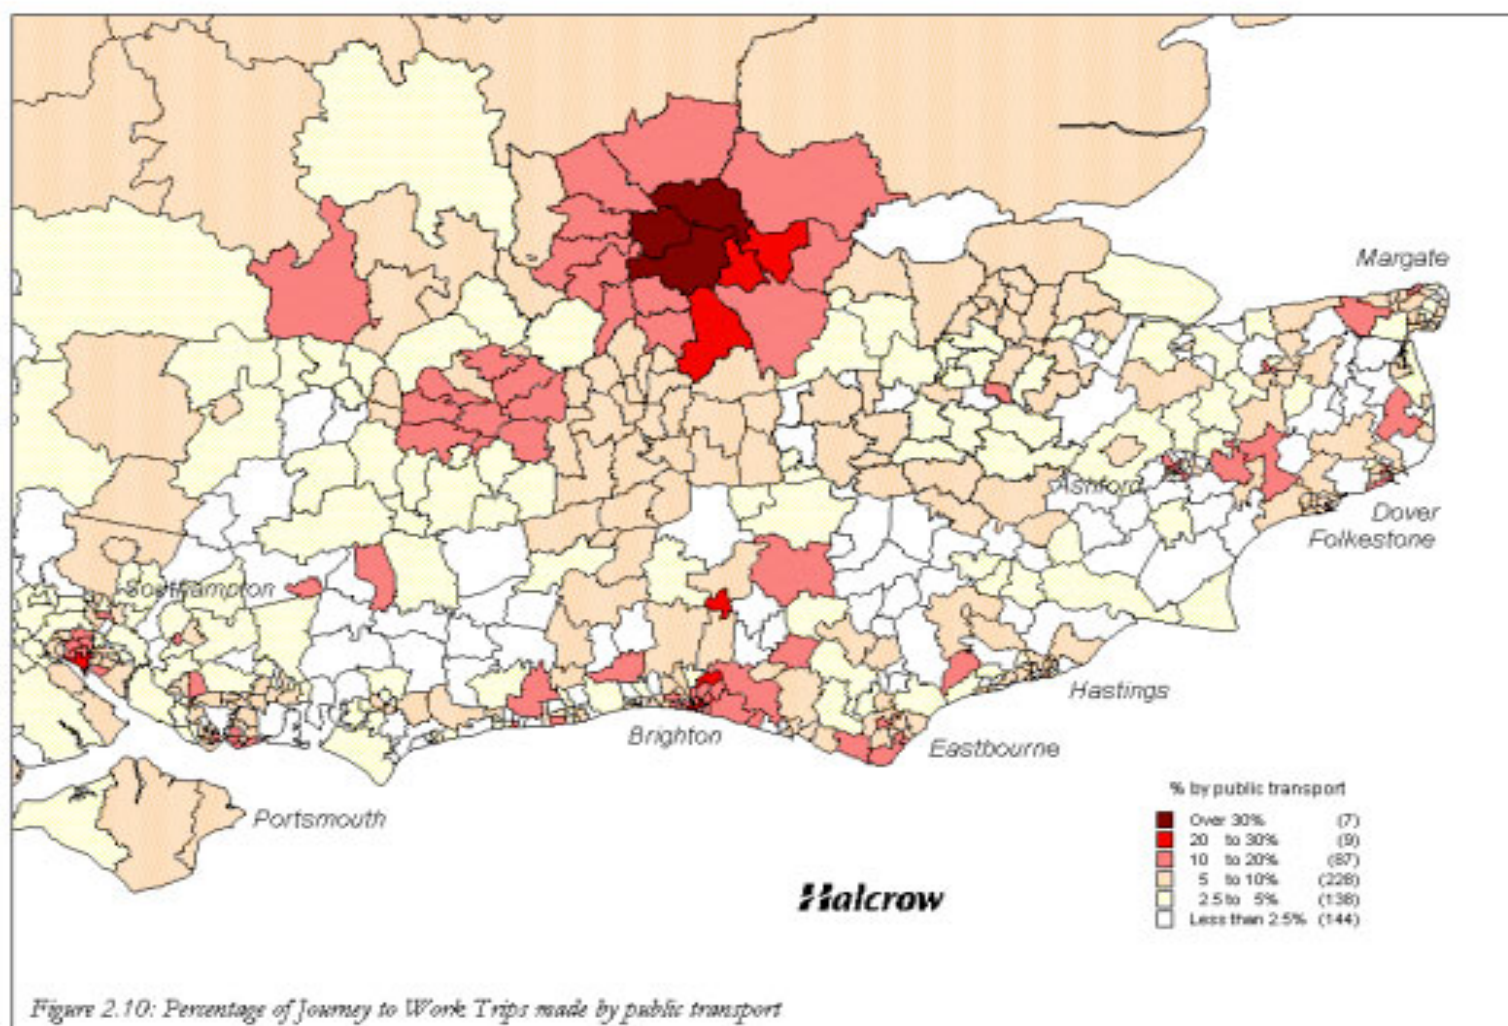 Margate
Ashford
Dover
Folkestone
Southampton
Hastings
Brighton
Eastbourne
Portsmouth
% by public transport
Over 30% (7)
20 to 30% (9)
10 to 20% (87)
5 to 10% (228)
2.5 to 5% (138)
Less than 2.5% (144)
Halcrow
Figure 2.10: Percentage of Journey to Work Trips made by public transport